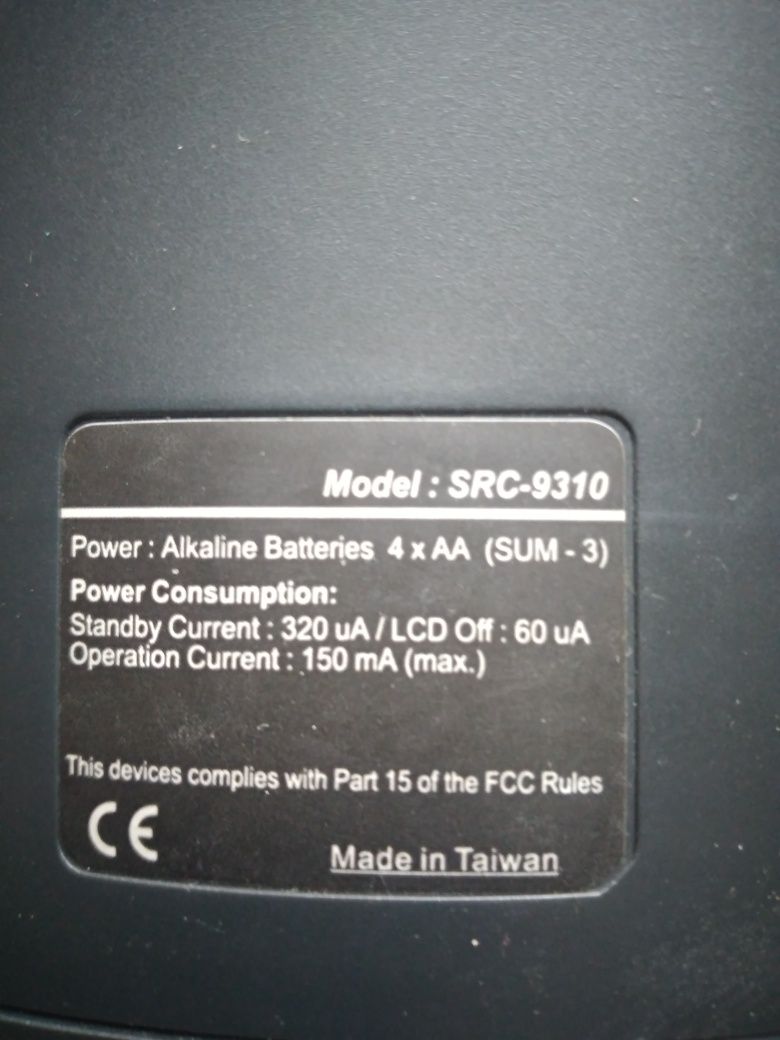 Model : SRC-9310
Power : Alkaline Batteries 4 x AA (SUM - 3)
Power Consumption:
Standby Current : 320 uA / LCD Off : 60 uA
Operation Current : 150 mA (max.)
This devices complies with Part 15 of the FCC Rules
CE
Made in Taiwan